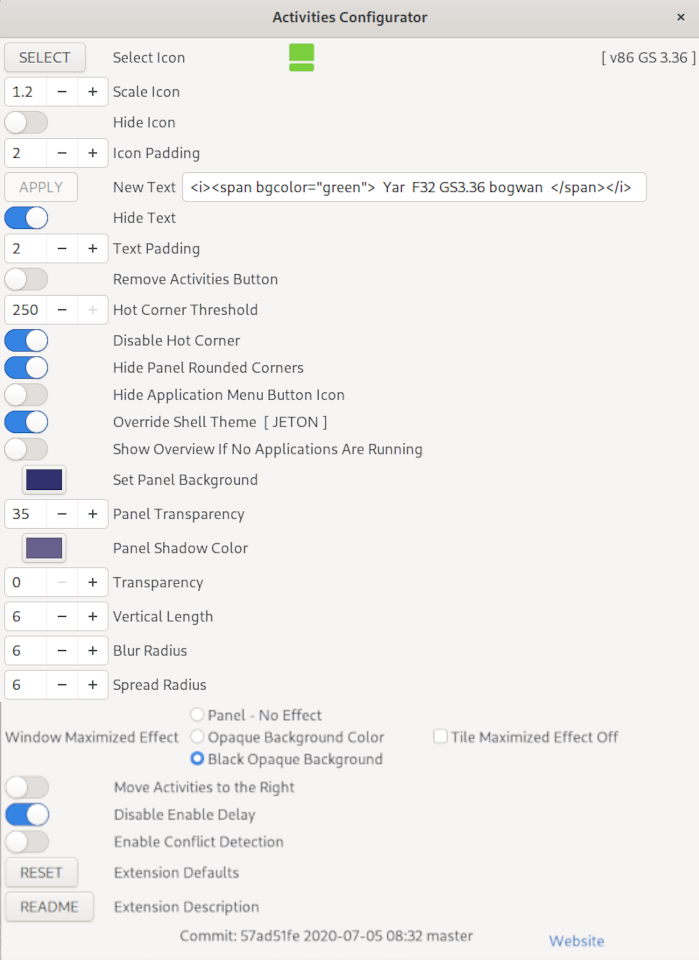 Activities Configurator ×
SELECT Select Icon [ v86 GS 3.36 ]
1.2 − + Scale Icon
Hide Icon
2 − + Icon Padding
APPLY New Text <i><span bgcolor="green">  Yar  F32 GS3.36 bogwan  </span></i>
Hide Text
2 − + Text Padding
Remove Activities Button
250 − + Hot Corner Threshold
Disable Hot Corner
Hide Panel Rounded Corners
Hide Application Menu Button Icon
Override Shell Theme  [ JETON ]
Show Overview If No Applications Are Running
Set Panel Background
35 − + Panel Transparency
Panel Shadow Color
0 − + Transparency
6 − + Vertical Length
6 − + Blur Radius
6 − + Spread Radius
Panel - No Effect
Window Maximized Effect Opaque Background Color Tile Maximized Effect Off
Black Opaque Background
Move Activities to the Right
Disable Enable Delay
Enable Conflict Detection
RESET Extension Defaults
README Extension Description
Commit: 57ad51fe 2020-07-05 08:32 master Website